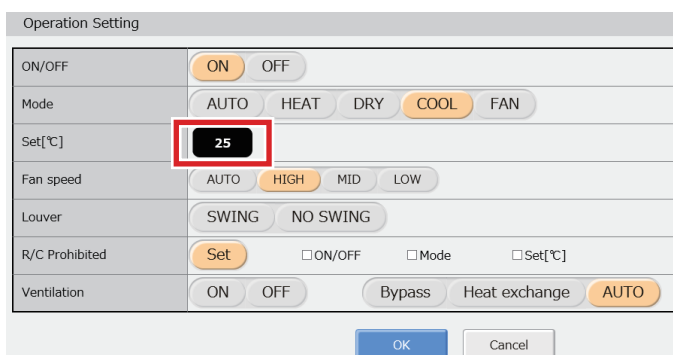 Operation Setting
ON/OFF ON OFF
Mode AUTO HEAT DRY COOL FAN
Set[℃] 25
Fan speed AUTO HIGH MID LOW
Louver SWING NO SWING
R/C Prohibited Set □ON/OFF □Mode □Set[℃]
Ventilation ON OFF Bypass Heat exchange AUTO
OK Cancel